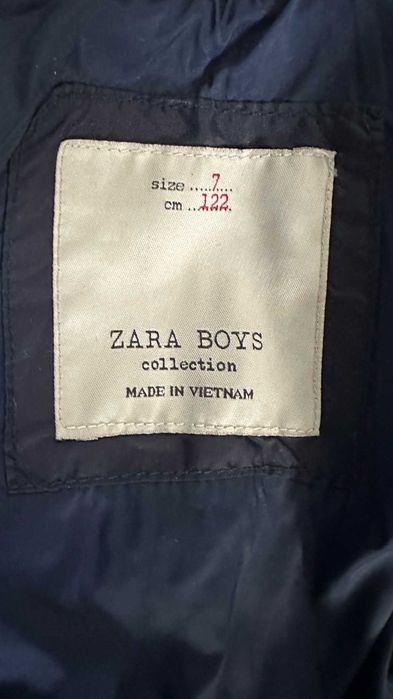 size .....7....
cm ...122.
ZARA BOYS
collection
MADE IN VIETNAM